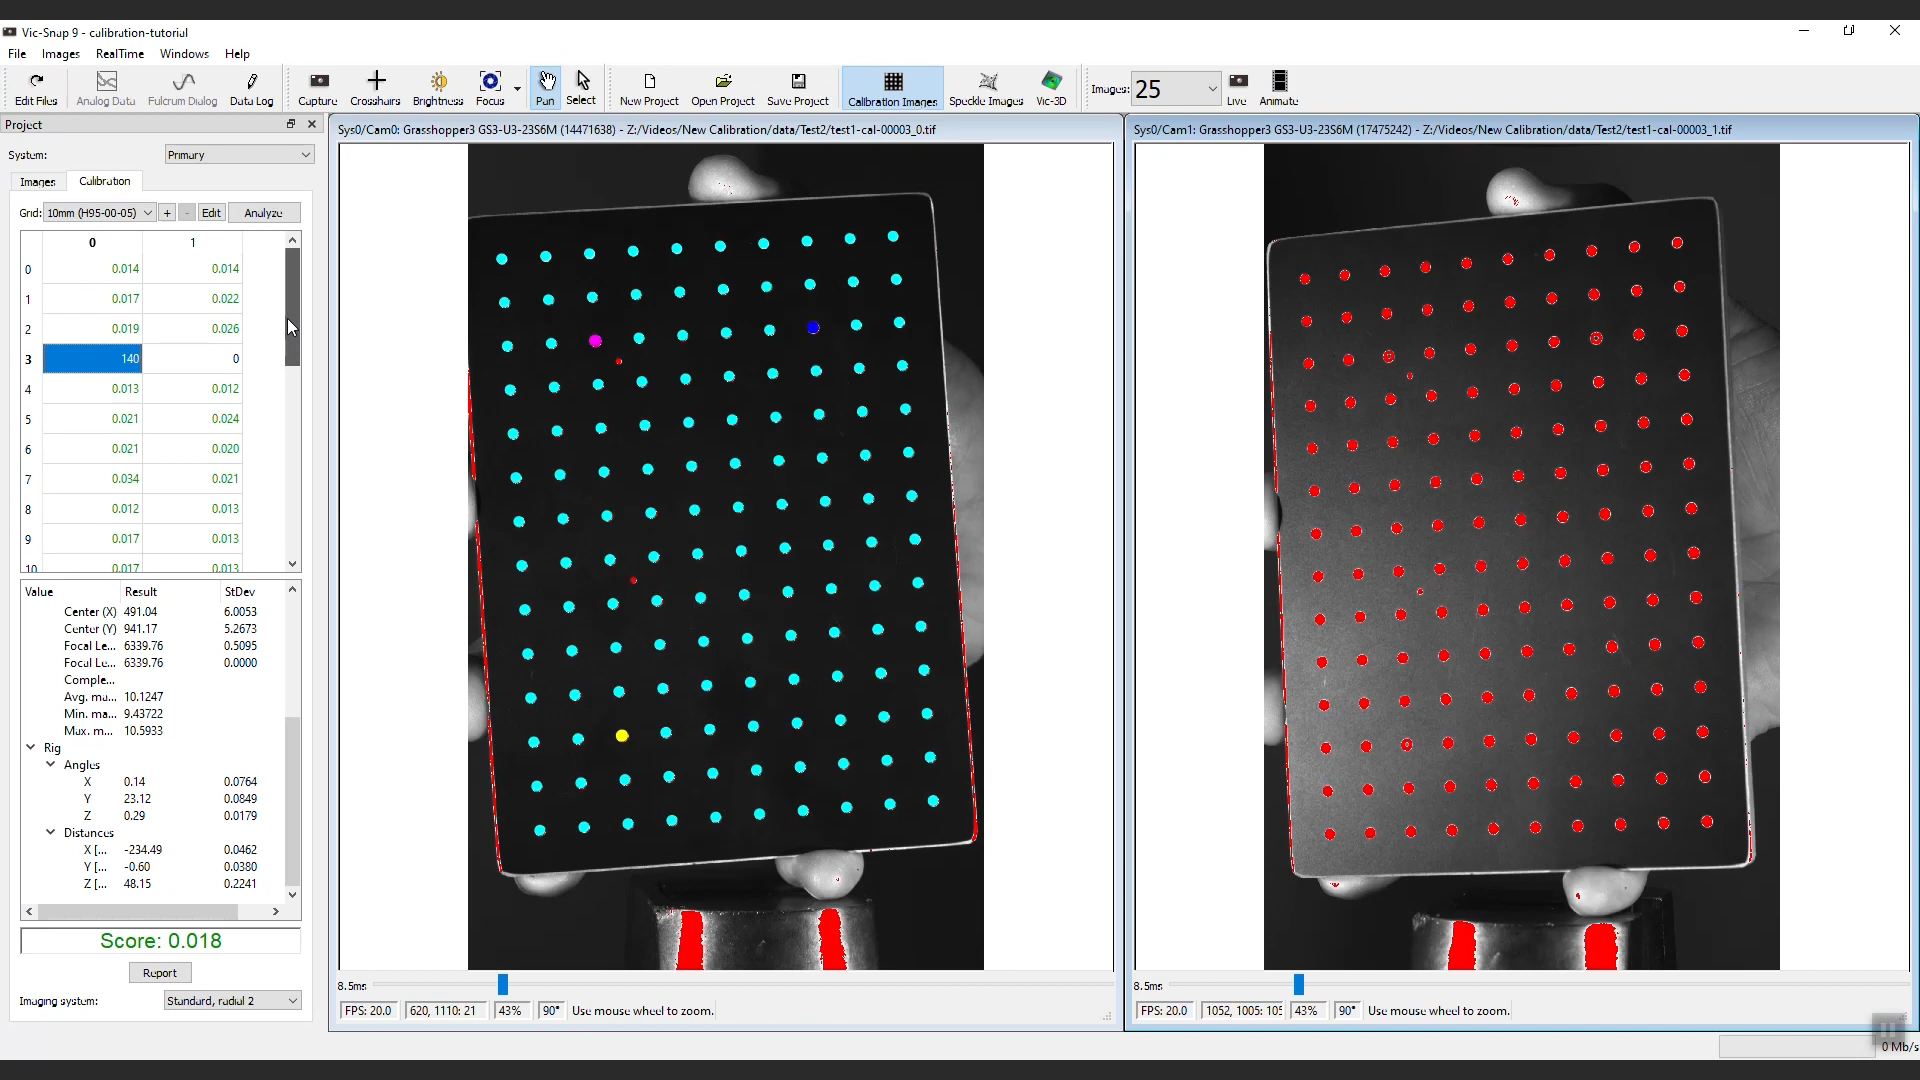 Vic-Snap 9 - calibration-tutorial
File Images RealTime Windows Help
Edit Files Analog Data Fulcrum Dialog Data Log Capture Crosshairs Brightness Focus Pan Select New Project Open Project Save Project Calibration Images Speckle Images Vic-3D Images: 25 Live Animate
Project
System: Primary
Images Calibration
Grid: 10mm (H95-00-05) + - Edit Analyze
0 1
0 0.014 0.014
1 0.017 0.022
2 0.019 0.026
3 140 0
4 0.013 0.012
5 0.021 0.024
6 0.021 0.020
7 0.034 0.021
8 0.012 0.013
9 0.017 0.013
10 0.017 0.013
Value Result StDev
Center (X) 491.04 6.0053
Center (Y) 941.17 5.2673
Focal Le... 6339.76 0.5095
Focal Le... 6339.76 0.0000
Comple...
Avg. ma... 10.1247
Min. ma... 9.43722
Max. m... 10.5933
Rig
Angles
X 0.14 0.0764
Y 23.12 0.0849
Z 0.29 0.0179
Distances
X [... -234.49 0.0462
Y [... -0.60 0.0380
Z [... 48.15 0.2241
Score: 0.018
Report
Imaging system: Standard, radial 2
Sys0/Cam0: Grasshopper3 GS3-U3-23S6M (14471638) - Z:/Videos/New Calibration/data/Test2/test1-cal-00003_0.tif
8.5ms
FPS: 20.0 620, 1110: 21 43% 90° Use mouse wheel to zoom.
Sys0/Cam1: Grasshopper3 GS3-U3-23S6M (17475242) - Z:/Videos/New Calibration/data/Test2/test1-cal-00003_1.tif
8.5ms
FPS: 20.0 1052, 1005: 105 43% 90° Use mouse wheel to zoom.
0 Mb/s